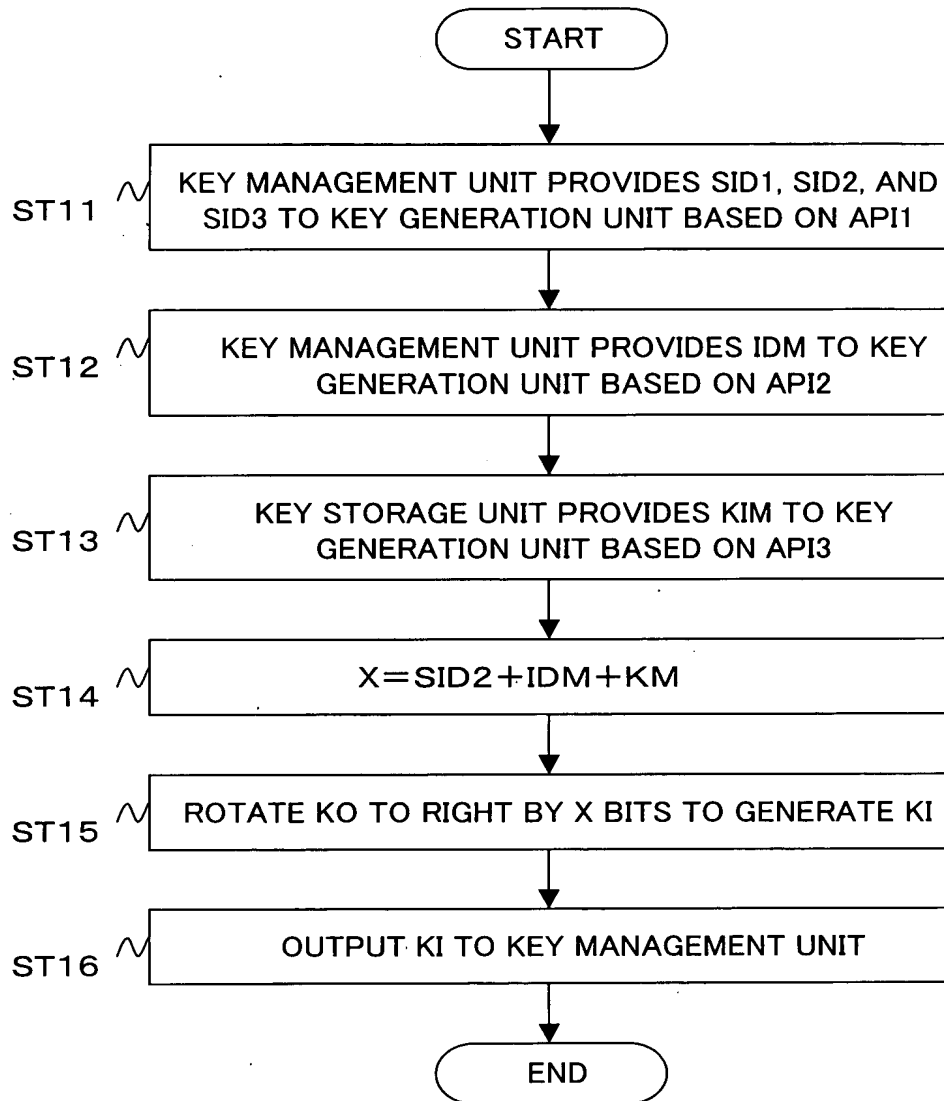 START
ST11
KEY MANAGEMENT UNIT PROVIDES SID1, SID2, AND
SID3 TO KEY GENERATION UNIT BASED ON API1
ST12
KEY MANAGEMENT UNIT PROVIDES IDM TO KEY
GENERATION UNIT BASED ON API2
ST13
KEY STORAGE UNIT PROVIDES KIM TO KEY
GENERATION UNIT BASED ON API3
ST14
X=SID2+IDM+KM
ST15
ROTATE KO TO RIGHT BY X BITS TO GENERATE KI
ST16
OUTPUT KI TO KEY MANAGEMENT UNIT
END